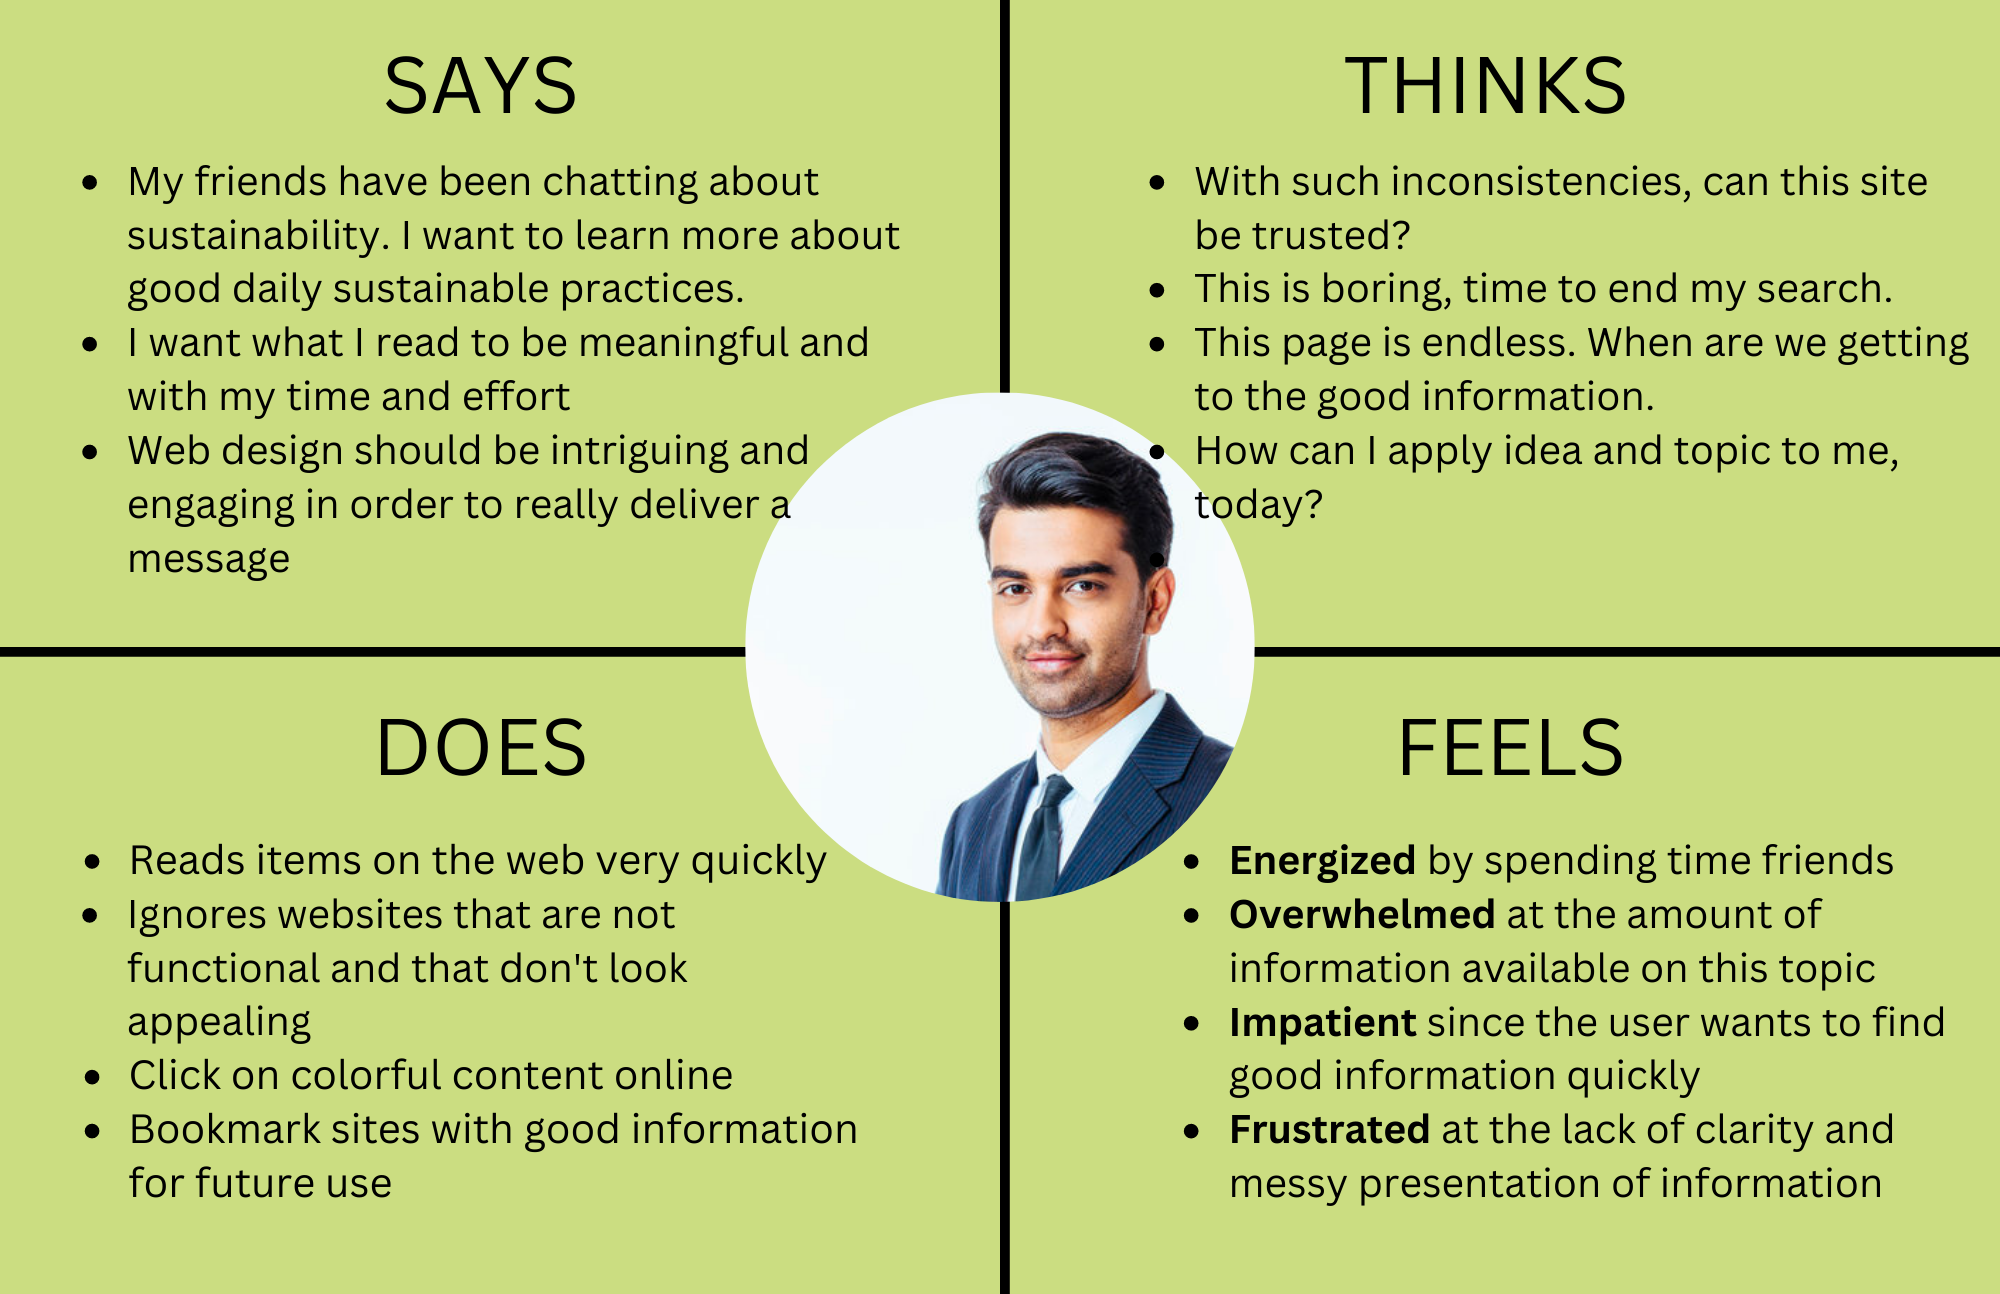 SAYS
• My friends have been chatting about
sustainability. I want to learn more about
good daily sustainable practices.
• I want what I read to be meaningful and
with my time and effort
• Web design should be intriguing and
engaging in order to really deliver a
message
THINKS
• With such inconsistencies, can this site
be trusted?
• This is boring, time to end my search.
• This page is endless. When are we getting
to the good information.
• How can I apply idea and topic to me,
today?
•
DOES
• Reads items on the web very quickly
• Ignores websites that are not
functional and that don't look
appealing
• Click on colorful content online
• Bookmark sites with good information
for future use
FEELS
• Energized by spending time friends
• Overwhelmed at the amount of
information available on this topic
• Impatient since the user wants to find
good information quickly
• Frustrated at the lack of clarity and
messy presentation of information